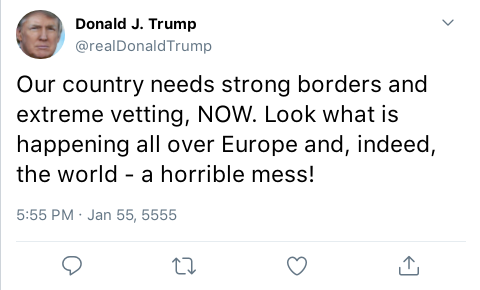 Donald J. Trump
@realDonaldTrump
Our country needs strong borders and
extreme vetting, NOW. Look what is
happening all over Europe and, indeed,
the world - a horrible mess!
5:55 PM · Jan 55, 5555